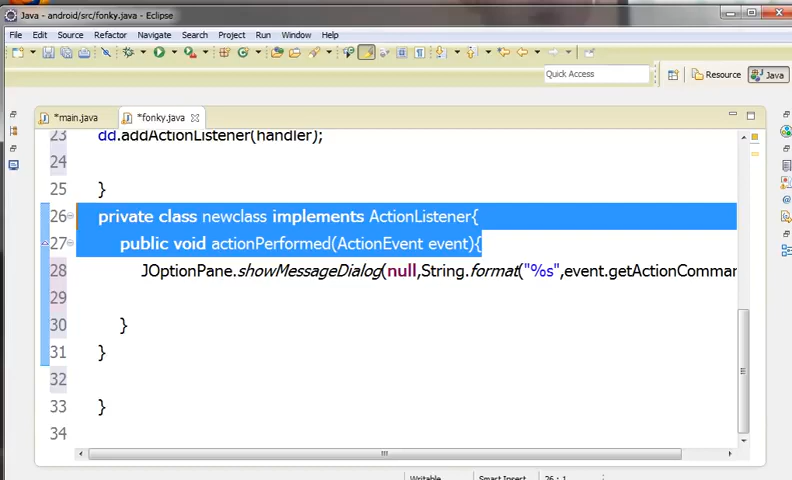 Java - android/src/fonky.java - Eclipse
File Edit Source Refactor Navigate Search Project Run Window Help
Quick Access Resource Java
*main.java *fonky.java
23 dd.addActionListener(handler);
24
25 }
26 private class newclass implements ActionListener{
27 public void actionPerformed(ActionEvent event){
28 JOptionPane.showMessageDialog(null,String.format("%s",event.getActionComman
29
30 }
31 }
32
33 }
34
Writable Smart Insert 26 : 1